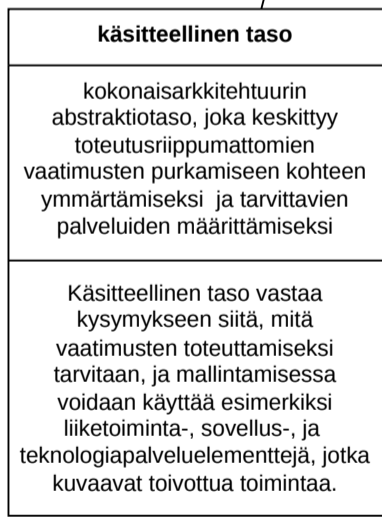 käsitteellinen taso
kokonaisarkkitehtuurin
abstraktiotaso, joka keskittyy
toteutusriippumattomien
vaatimusten purkamiseen kohteen
ymmärtämiseksi ja tarvittavien
palveluiden määrittämiseksi
Käsitteellinen taso vastaa
kysymykseen siitä, mitä
vaatimusten toteuttamiseksi
tarvitaan, ja mallintamisessa
voidaan käyttää esimerkiksi
liiketoiminta-, sovellus-, ja
teknologiapalveluelementtejä, jotka
kuvaavat toivottua toimintaa.